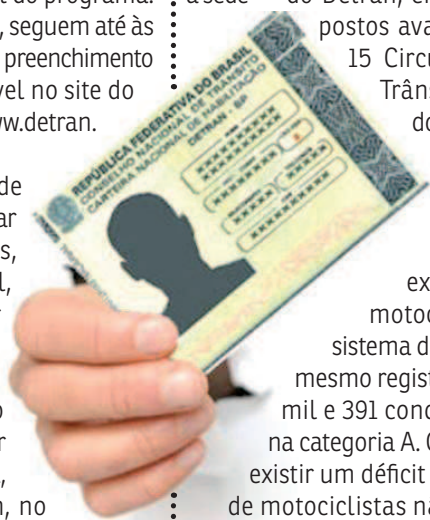 do programa.
, seguem até às
preenchimento
vel no site do
ww.detran.
de
ar
s,
l,
o
r
,
n, no
a sede
do Detran, em
postos ava
15 Circu
Trâns
do
ex
motoc
sistema d
mesmo regist
mil e 391 cond
na categoria A. O
existir um déficit
de motociclistas na
REPÚBLICA FEDERATIVA DO BRASIL
CONSELHO NACIONAL DE TRÂNSITO
CARTEIRA NACIONAL DE HABILITAÇÃO
DETRAN - SP